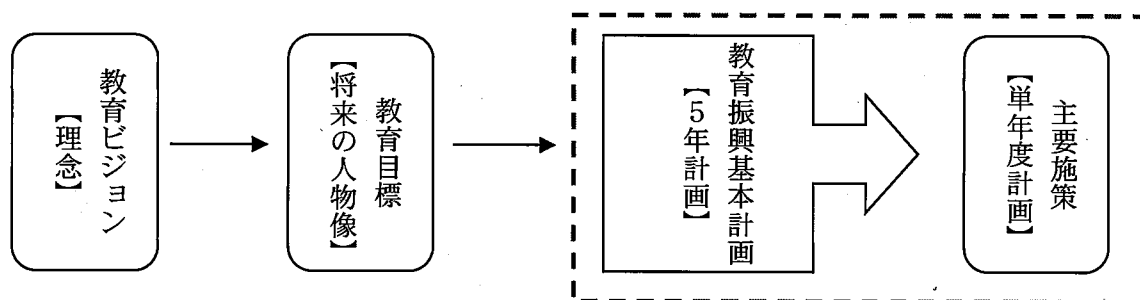 教育ビジョン
【理念】
教育目標
【将来の人物像】
教育振興基本計画
【5年計画】
主要施策
【単年度計画】